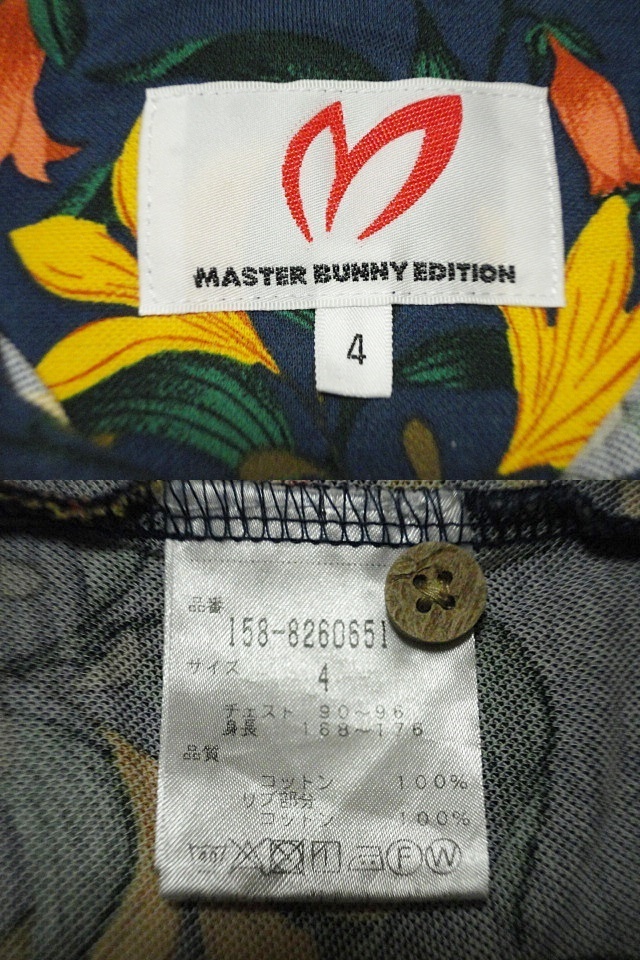 MASTER BUNNY EDITION
4
品番
158-8260651
サイズ
4
チェスト 90～96
身長 168～176
品質
コットン 100%
リブ部分
コットン 100%
F W